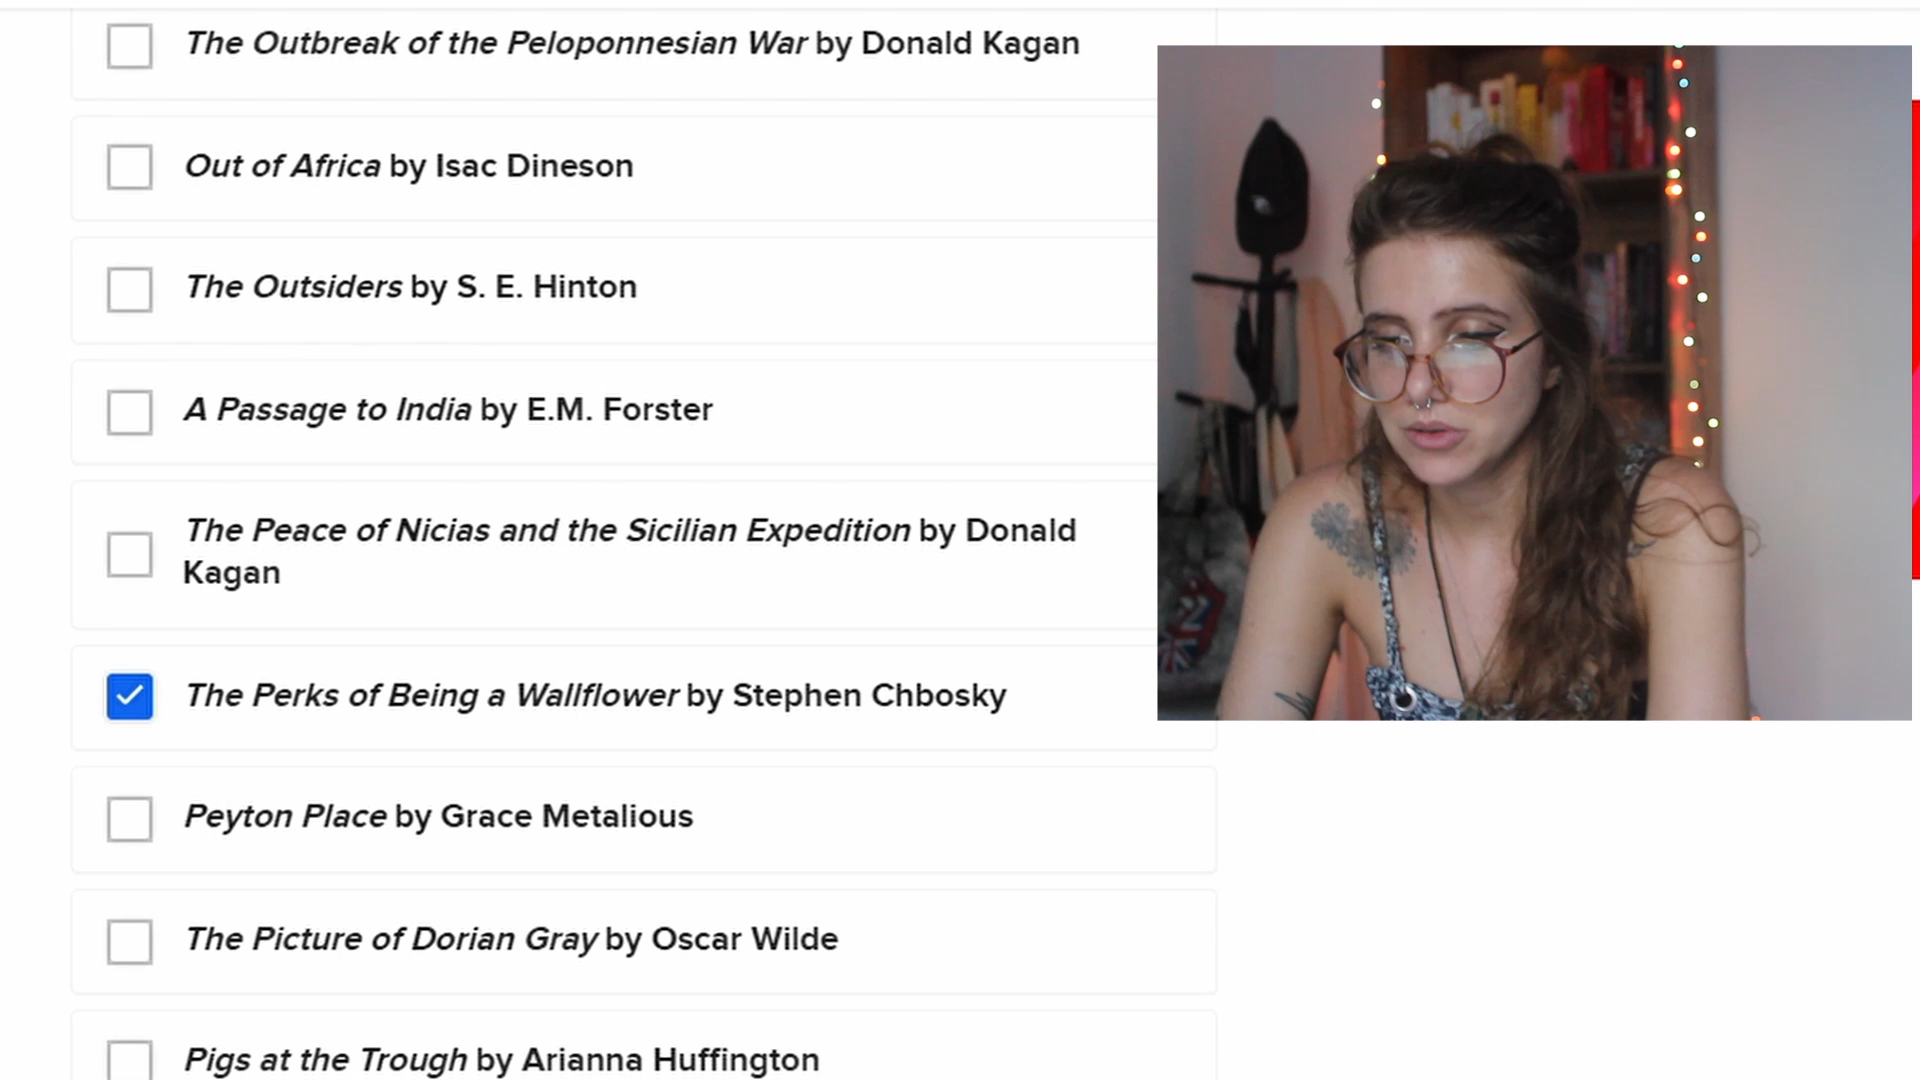 The Outbreak of the Peloponnesian War by Donald Kagan
Out of Africa by Isac Dineson
The Outsiders by S. E. Hinton
A Passage to India by E.M. Forster
The Peace of Nicias and the Sicilian Expedition by Donald
Kagan
The Perks of Being a Wallflower by Stephen Chbosky
Peyton Place by Grace Metalious
The Picture of Dorian Gray by Oscar Wilde
Pigs at the Trough by Arianna Huffington